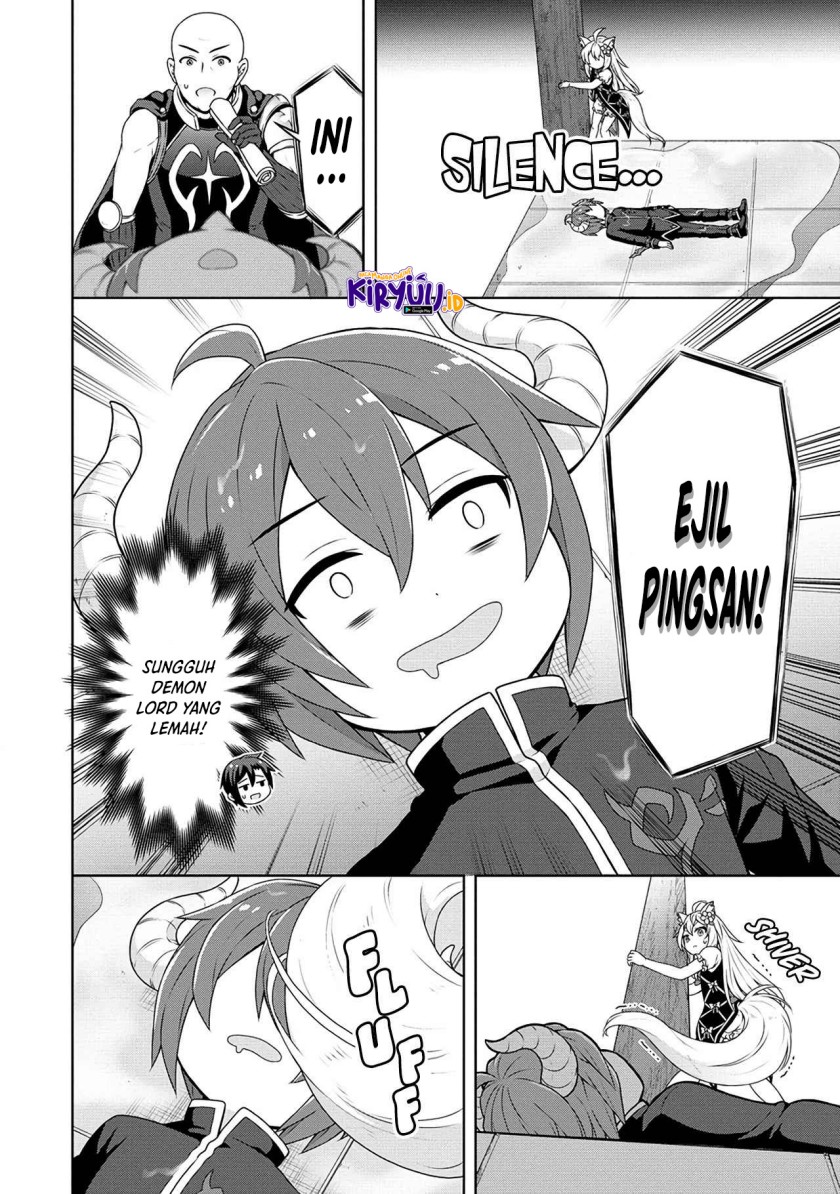 SILENCE...
INI
...
KIRYUU.iD
EJIL
PINGSAN!
SUNGGUH
DEMON
LORD YANG
LEMAH!
SHIVER
FLUFF